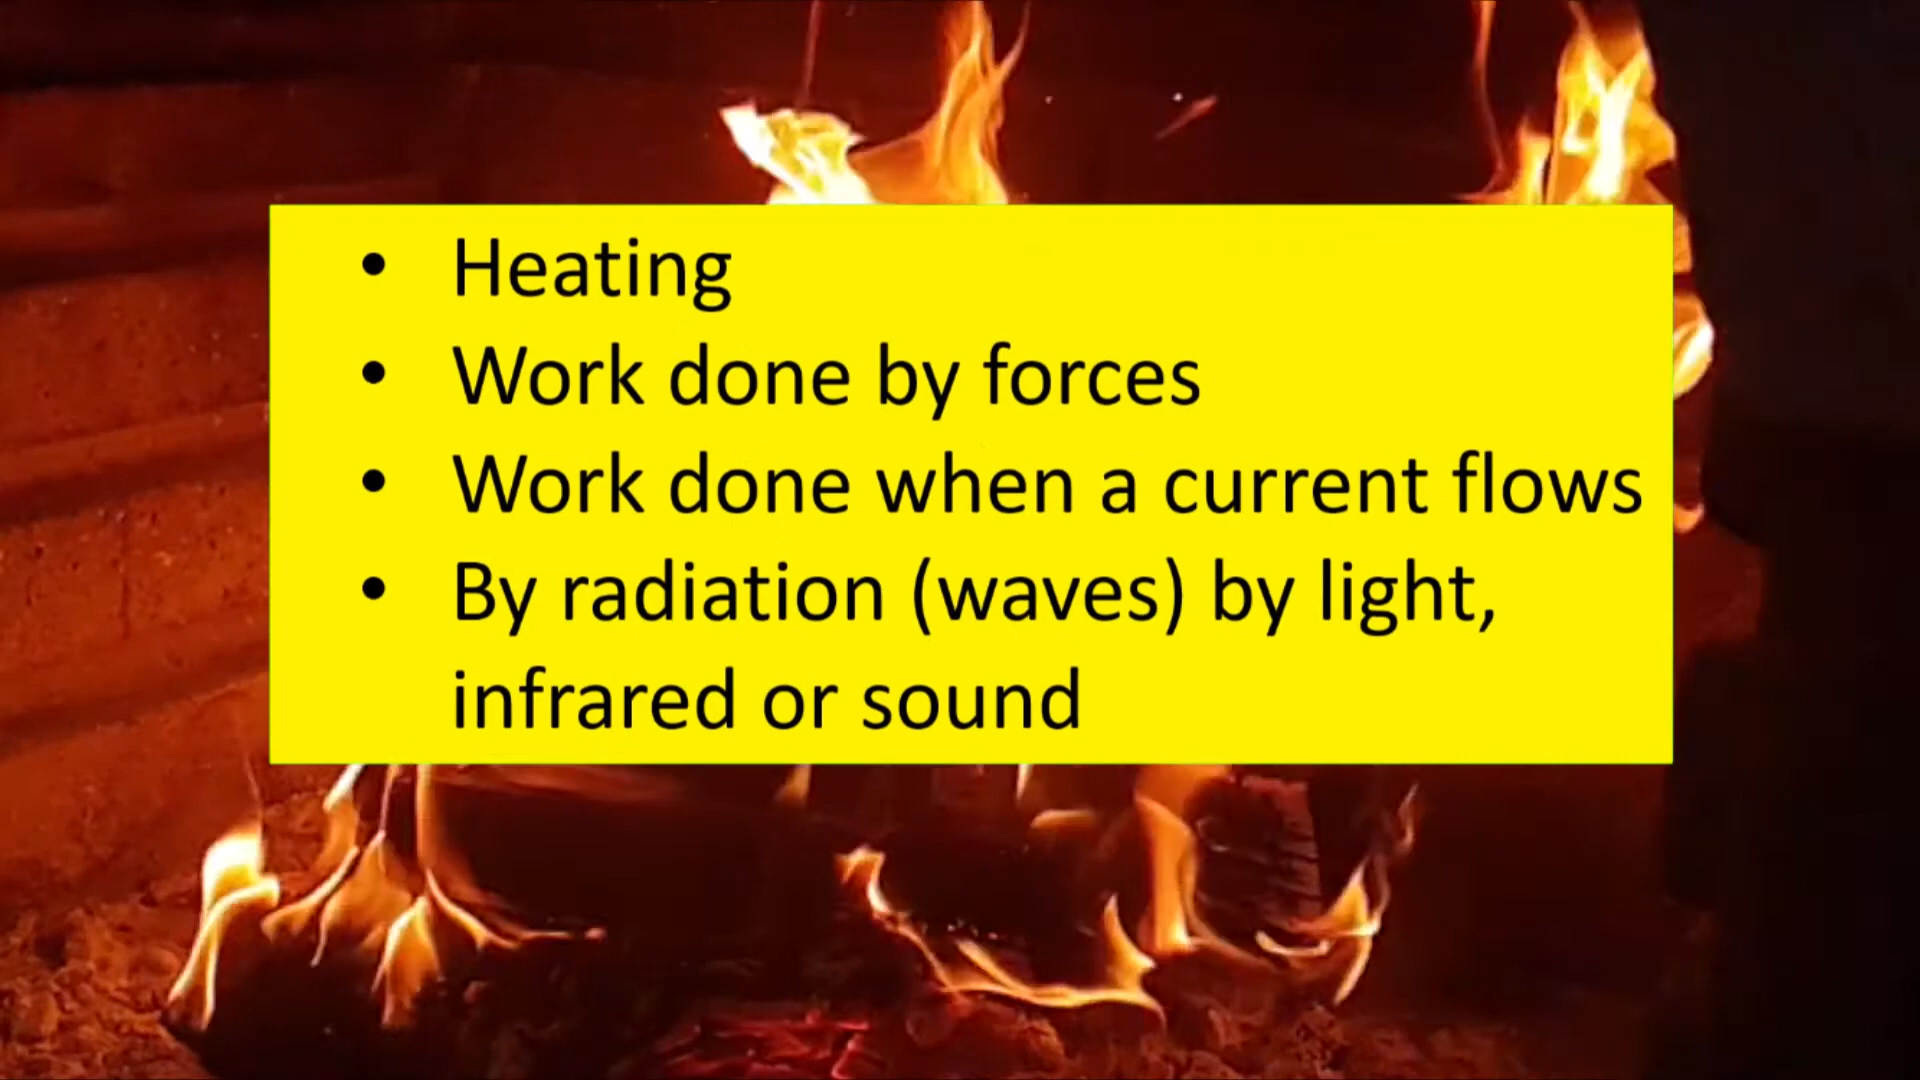 • Heating
• Work done by forces
• Work done when a current flows
• By radiation (waves) by light,
infrared or sound